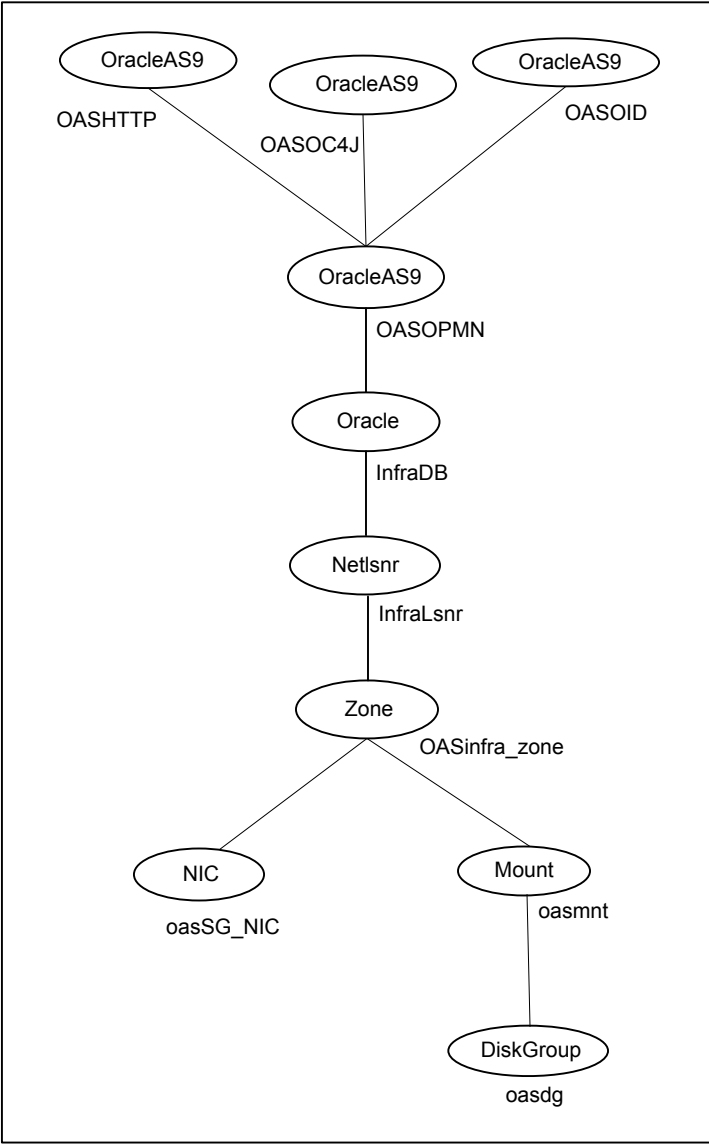 OracleAS9
OracleAS9
OracleAS9
OASHTTP
OASOC4J
OASOID
OracleAS9
OASOPMN
Oracle
InfraDB
Netlsnr
InfraLsnr
Zone
OASinfra_zone
NIC
oasSG_NIC
Mount
oasmnt
DiskGroup
oasdg